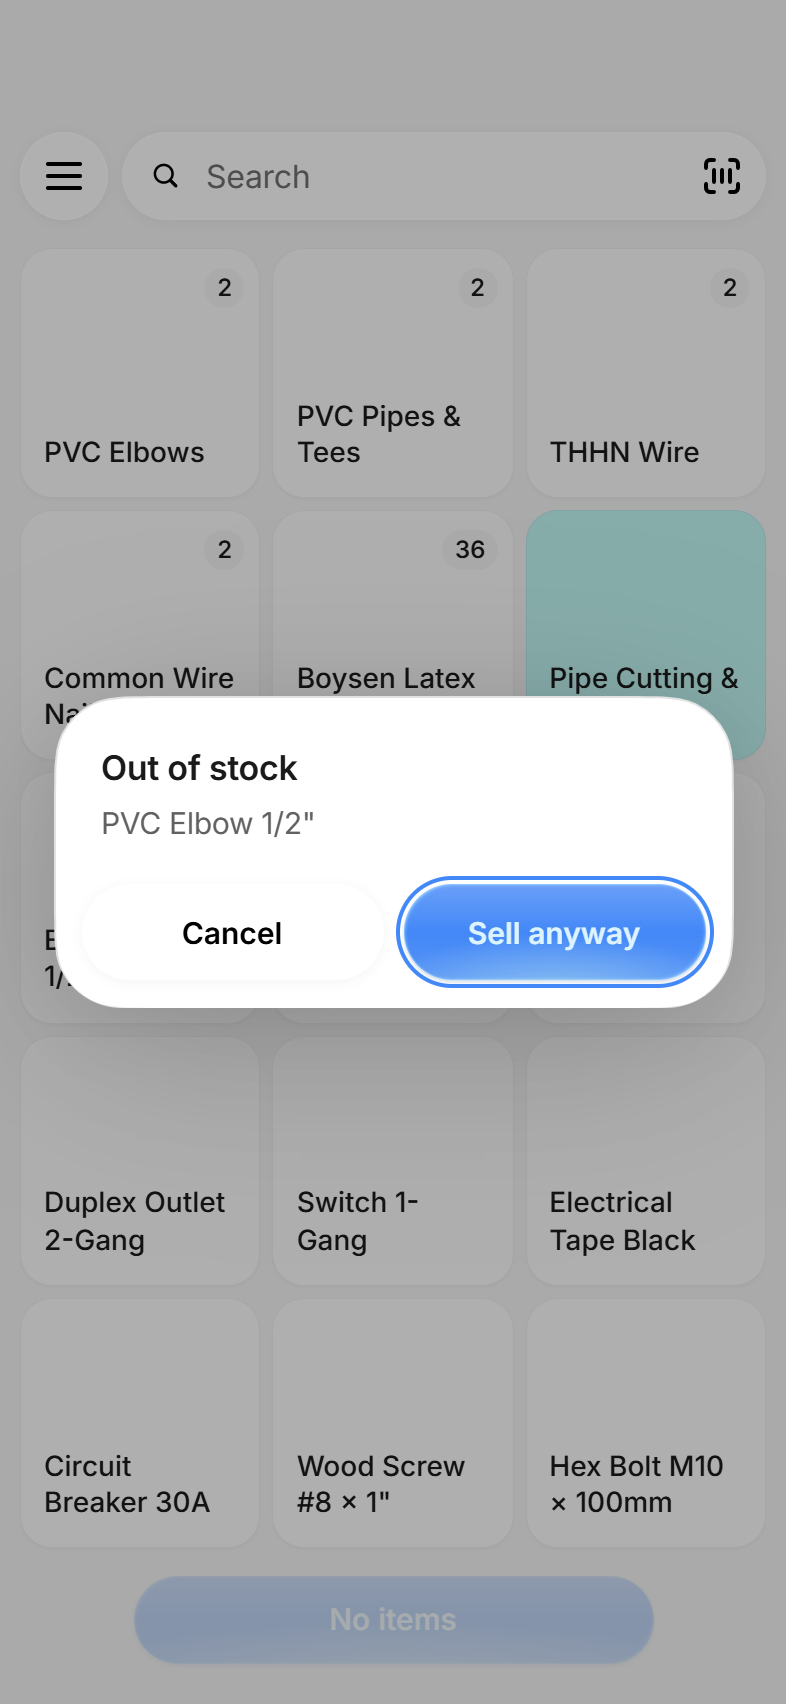 Search
2
2
2
PVC Elbows
PVC Pipes &
Tees
THHN Wire
2
36
Common Wire
Boysen Latex
Pipe Cutting &
Out of stock
PVC Elbow 1/2"
Cancel
Sell anyway
Duplex Outlet
2-Gang
Switch 1-
Gang
Electrical
Tape Black
Circuit
Breaker 30A
Wood Screw
#8 × 1"
Hex Bolt M10
× 100mm
No items